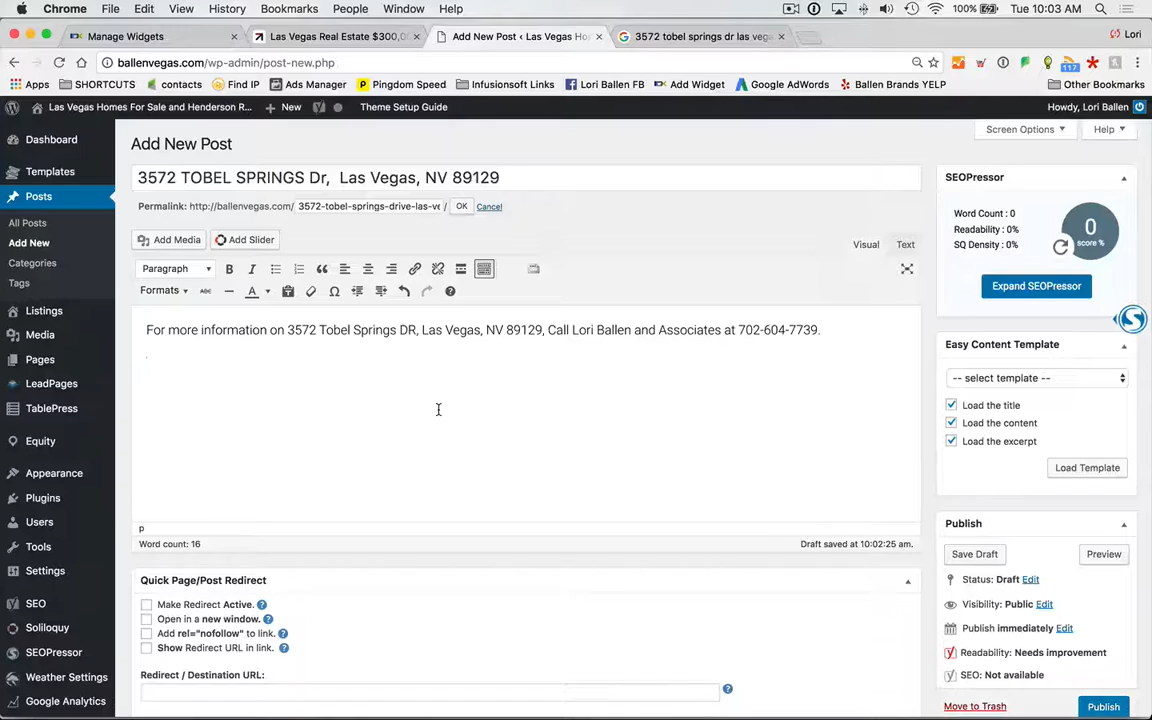 Chrome File Edit View History Bookmarks People Window Help 100% Tue 10:03 AM
Manage Widgets × Las Vegas Real Estate $300,0 × Add New Post ‹ Las Vegas Ho × 3572 tobel springs dr las veg × Lori
ballenvegas.com/wp-admin/post-new.php
Apps SHORTCUTS contacts Find IP Ads Manager Pingdom Speed Infusionsoft Links Lori Ballen FB Add Widget Google AdWords Ballen Brands YELP 117 Other Bookmarks
Las Vegas Homes For Sale and Henderson R... + New Theme Setup Guide Howdy, Lori Ballen
Dashboard
Templates
Posts
All Posts
Add New
Categories
Tags
Listings
Media
Pages
LeadPages
TablePress
Equity
Appearance
Plugins
Users
Tools
Settings
SEO
Soliloquy
SEOPressor
Weather Settings
Google Analytics
Screen Options Help
Add New Post
3572 TOBEL SPRINGS Dr, Las Vegas, NV 89129
Permalink: http://ballenvegas.com/ 3572-tobel-springs-drive-las-ve / OK Cancel
Add Media Add Slider Visual Text
Paragraph B I
Formats ABC A Ω
For more information on 3572 Tobel Springs DR, Las Vegas, NV 89129, Call Lori Ballen and Associates at 702-604-7739.
.
p
Word count: 16 Draft saved at 10:02:25 am.
Quick Page/Post Redirect
Make Redirect Active. ?
Open in a new window. ?
Add rel="nofollow" to link. ?
Show Redirect URL in link. ?
Redirect / Destination URL:
?
SEOPressor
Word Count : 0
Readability : 0%
SQ Density : 0%
0
score %
Expand SEOPressor
S
Easy Content Template
-- select template --
Load the title
Load the content
Load the excerpt
Load Template
Publish
Save Draft Preview
Status: Draft Edit
Visibility: Public Edit
Publish immediately Edit
Readability: Needs improvement
SEO: Not available
Move to Trash Publish